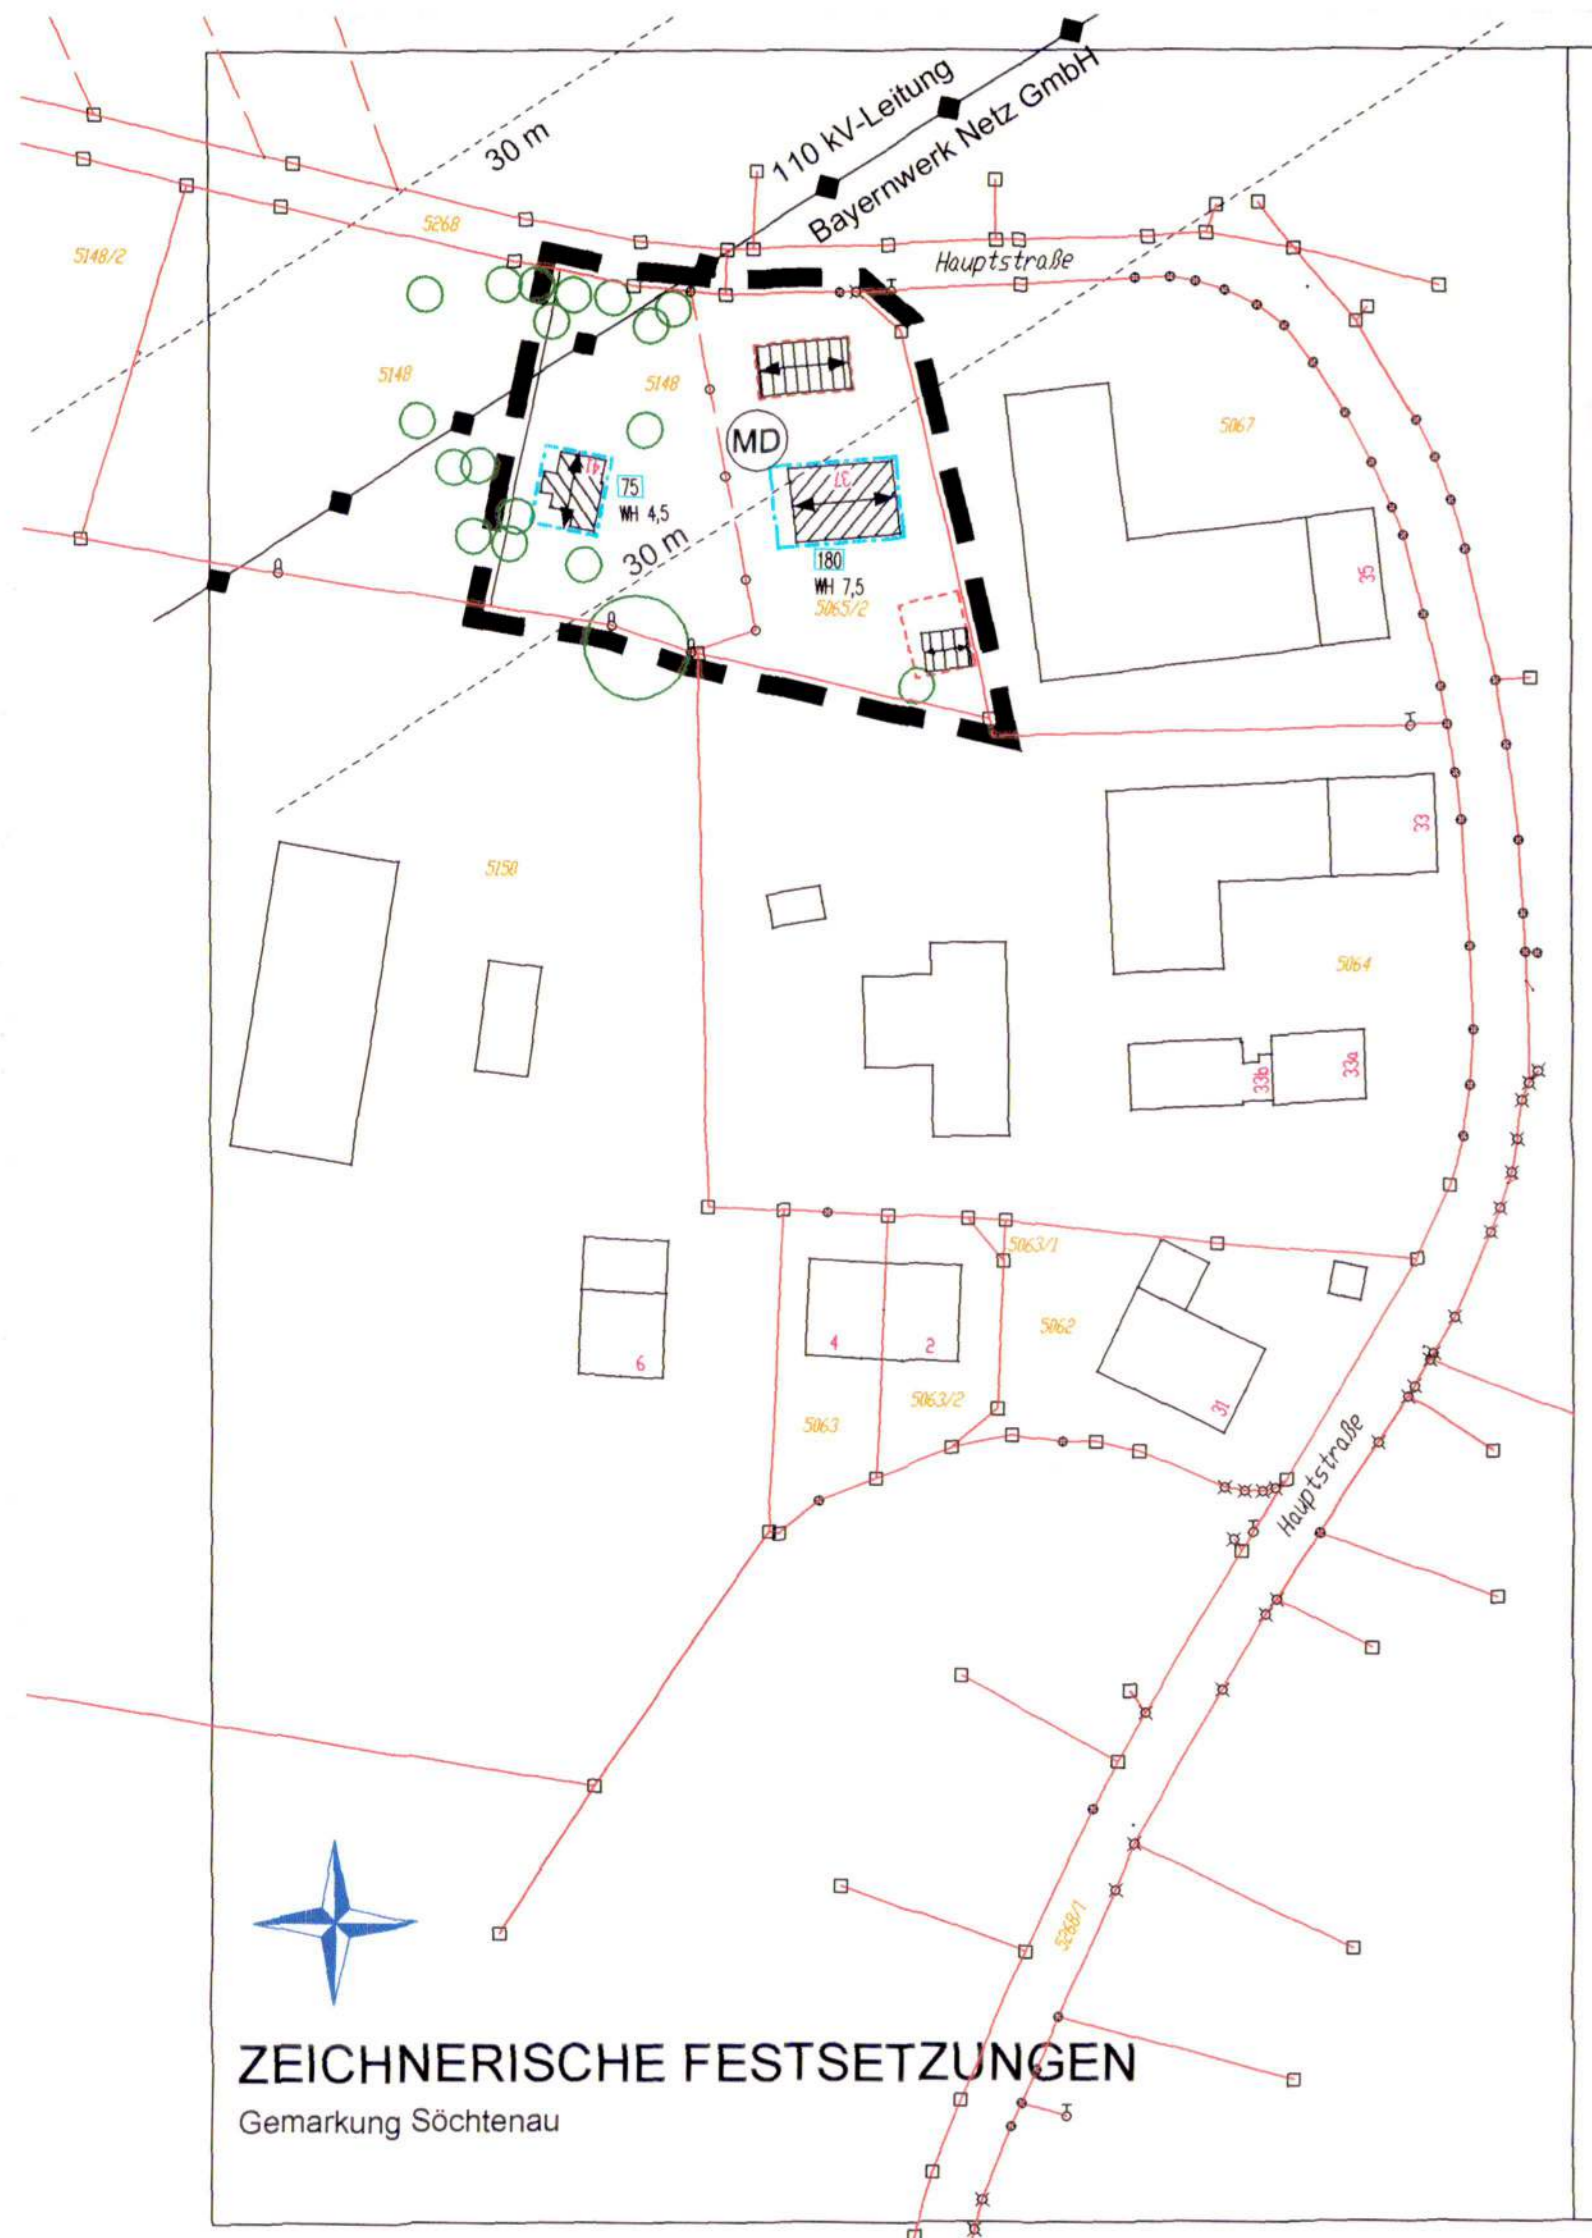 110 kV-Leitung
Bayernwerk Netz GmbH
30 m
5268
5148/2
Hauptstraße
5148
5148
5067
MD
41
75
WH 4,5
37
30 m
180
WH 7,5
5065/2
35
33
5150
5064
33b
33a
5063/1
5062
4
2
6
5063/2
31
5063
Hauptstraße
5268/1
ZEICHNERISCHE FESTSETZUNGEN
Gemarkung Söchtenau